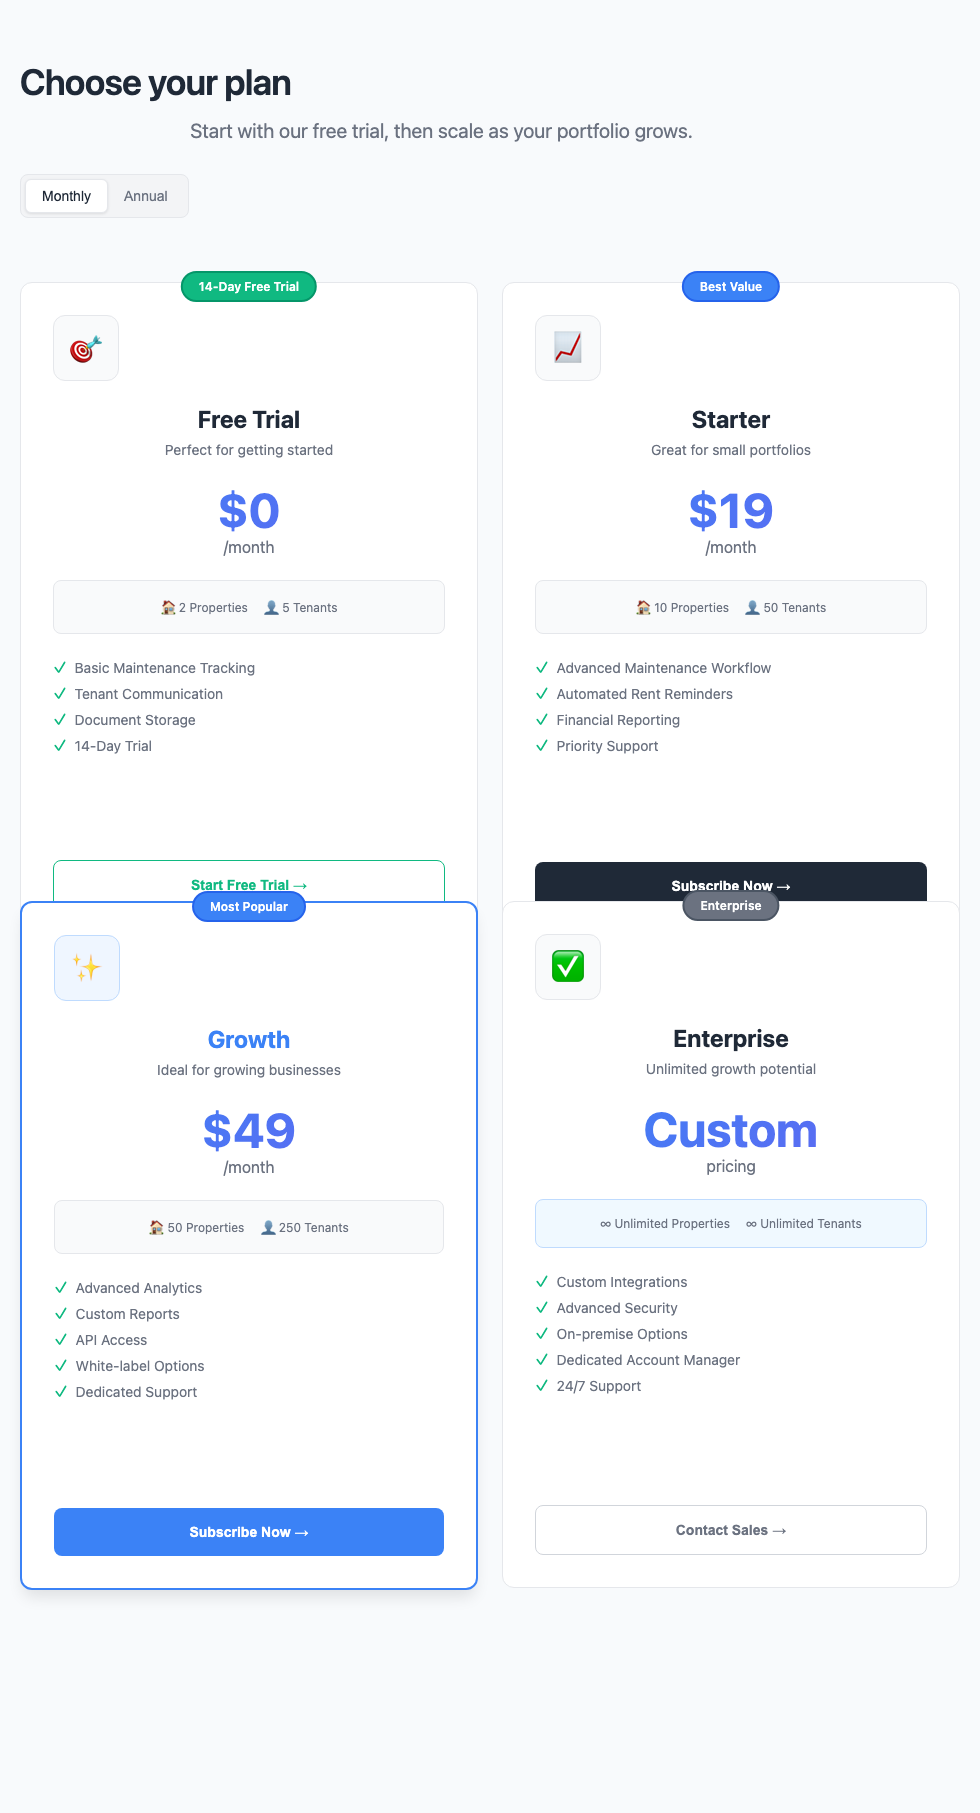 Choose your plan
Start with our free trial, then scale as your portfolio grows.
Monthly Annual
14-Day Free Trial
Free Trial
Perfect for getting started
$0
/month
2 Properties 5 Tenants
✓ Basic Maintenance Tracking
✓ Tenant Communication
✓ Document Storage
✓ 14-Day Trial
Start Free Trial →
Best Value
Starter
Great for small portfolios
$19
/month
10 Properties 50 Tenants
✓ Advanced Maintenance Workflow
✓ Automated Rent Reminders
✓ Financial Reporting
✓ Priority Support
Subscribe Now →
Most Popular
Growth
Ideal for growing businesses
$49
/month
50 Properties 250 Tenants
✓ Advanced Analytics
✓ Custom Reports
✓ API Access
✓ White-label Options
✓ Dedicated Support
Subscribe Now →
Enterprise
Enterprise
Unlimited growth potential
Custom
pricing
∞ Unlimited Properties ∞ Unlimited Tenants
✓ Custom Integrations
✓ Advanced Security
✓ On-premise Options
✓ Dedicated Account Manager
✓ 24/7 Support
Contact Sales →